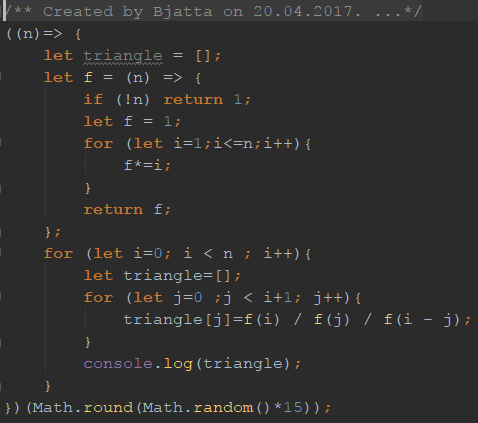 /** Created by Bjatta on 20.04.2017. ...*/
((n)=> {
    let triangle = [];
    let f = (n) => {
        if (!n) return 1;
        let f = 1;
        for (let i=1;i<=n;i++){
            f*=i;
        }
        return f;
    };
    for (let i=0; i < n ; i++){
        let triangle=[];
        for (let j=0 ;j < i+1; j++){
            triangle[j]=f(i) / f(j) / f(i - j);
        }
        console.log(triangle);
    }
})(Math.round(Math.random()*15));